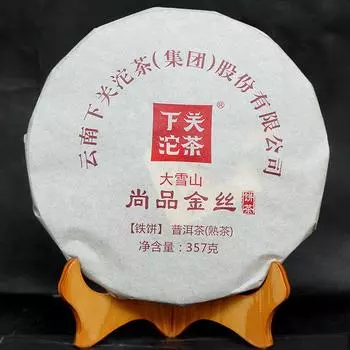 云南下关沱茶(集团)股份有限公司
下关
沱茶
®
大雪山
尚品金丝
饼茶
【铁饼】 普洱茶(熟茶)
净含量:357克